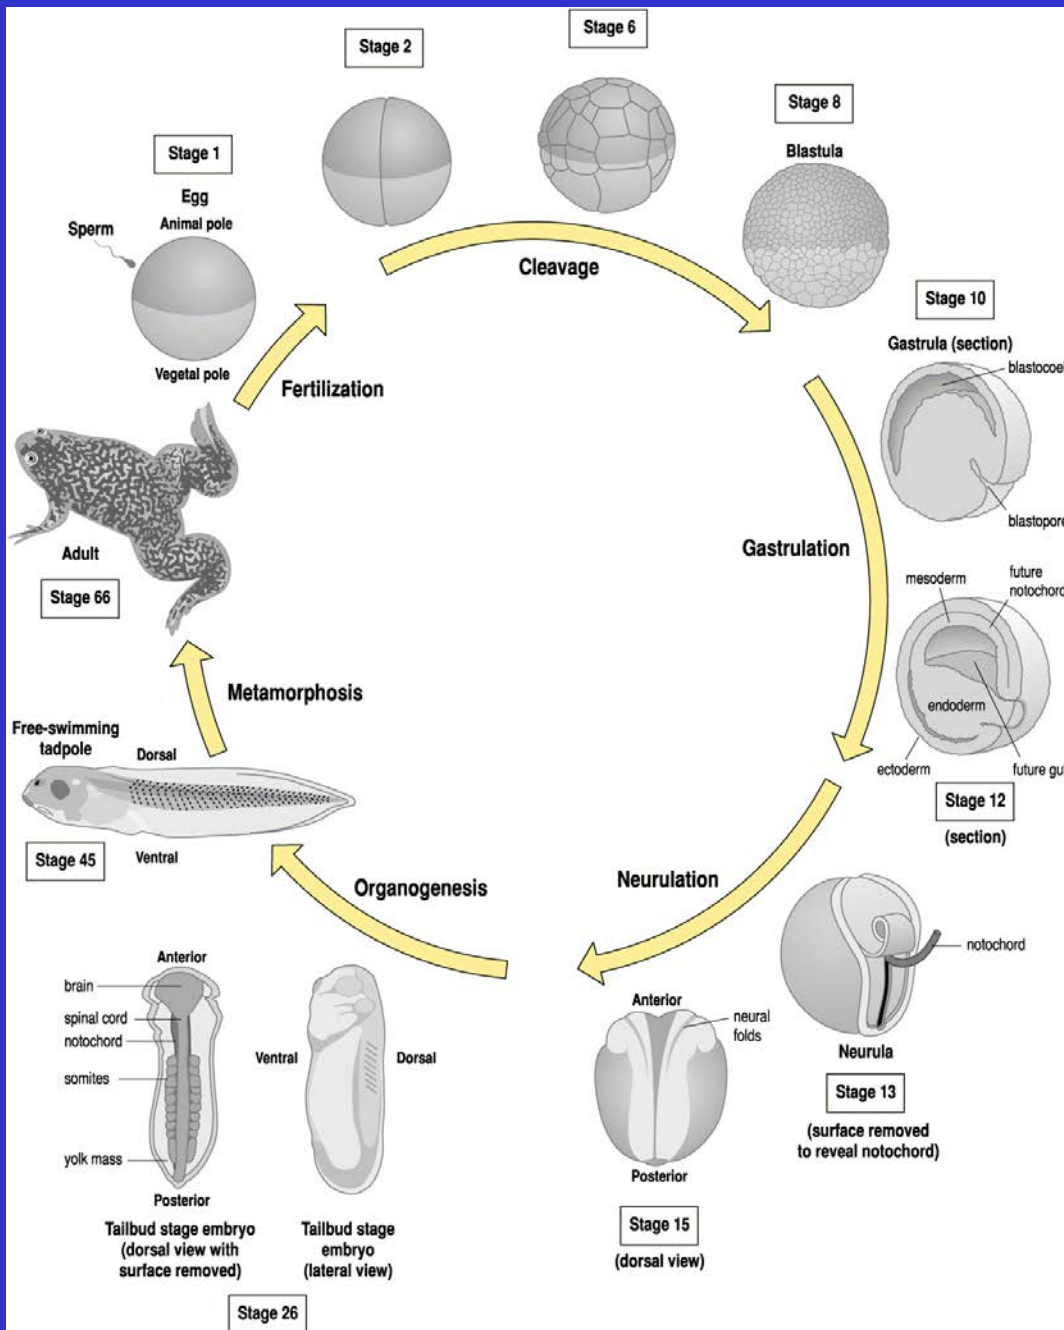 Stage 1
Egg
Animal pole
Sperm
Vegetal pole
Fertilization
Stage 2
Stage 6
Cleavage
Stage 8
Blastula
Stage 10
Gastrula (section)
blastocoel
blastopore
Gastrulation
mesoderm
future
notochord
endoderm
ectoderm
future gut
Stage 12
(section)
Neurulation
notochord
Neurula
Stage 13
(surface removed
to reveal notochord)
Anterior
neural
folds
Posterior
Stage 15
(dorsal view)
Organogenesis
Anterior
brain
spinal cord
notochord
somites
yolk mass
Posterior
Tailbud stage embryo
(dorsal view with
surface removed)
Ventral
Dorsal
Tailbud stage
embryo
(lateral view)
Stage 26
Free-swimming
tadpole
Dorsal
Stage 45
Ventral
Metamorphosis
Adult
Stage 66